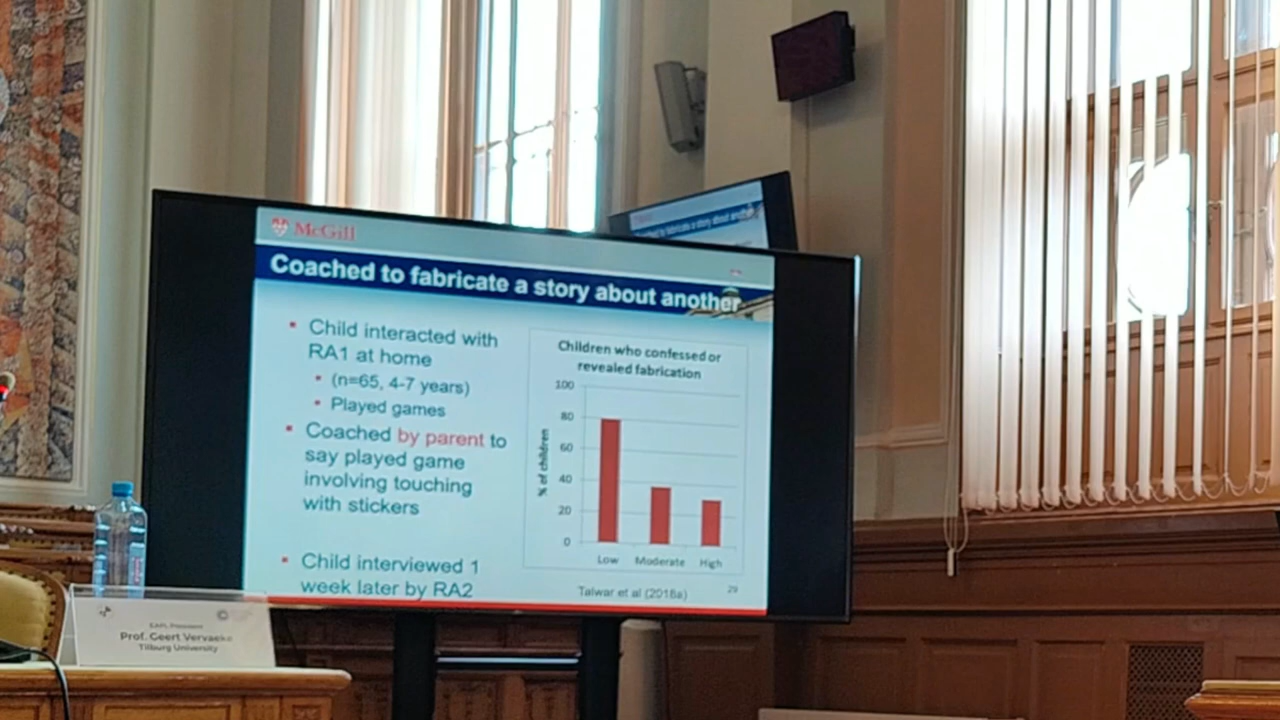 McGill
Coached to fabricate a story about another
Child interacted with
RA1 at home
(n=65, 4-7 years)
Played games
Coached by parent to
say played game
involving touching
with stickers
Child interviewed 1
week later by RA2
Children who confessed or
revealed fabrication
% of children
100
80
60
40
20
0
Low Moderate High
Talwar et al (2018a)
29
EAPL President
Prof. Geert Vervaeke
Tilburg University